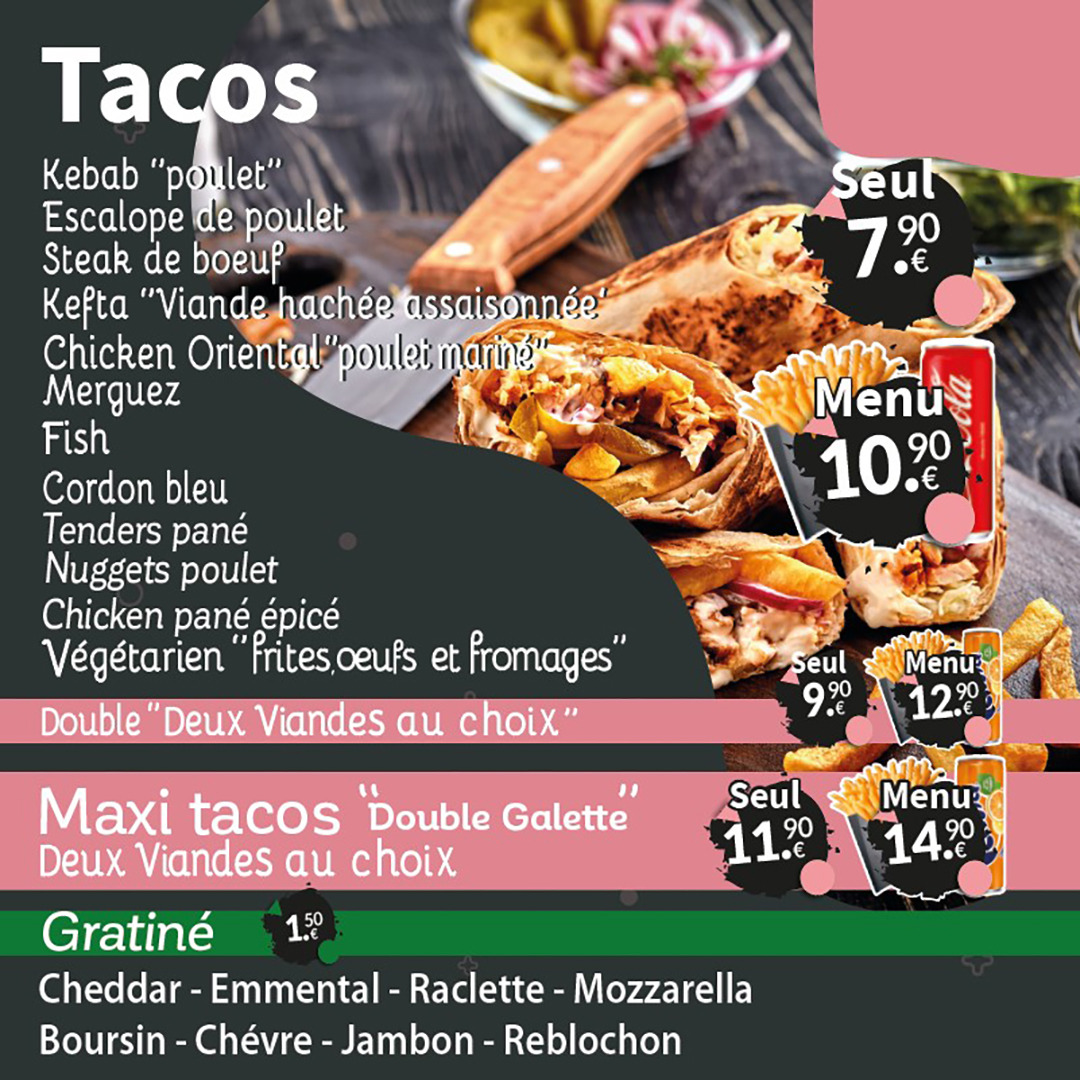 Tacos
Kebab "poulet"
Escalope de poulet
Steak de boeuf
Kefta "Viande hachée assaisonnée"
Chicken Oriental "poulet mariné"
Merguez
Fish
Cordon bleu
Tenders pané
Nuggets poulet
Chicken pané épicé
Végétarien "frites,oeufs et fromages"
Seul
7.90€
Menu
10.90€
Cola
Double "Deux Viandes au choix"
Seul
9.90€
Menu
12.90€
Maxi tacos "Double Galette"
Deux Viandes au choix
Seul
11.90€
Menu
14.90€
Gratiné 1.50€
Cheddar - Emmental - Raclette - Mozzarella
Boursin - Chévre - Jambon - Reblochon